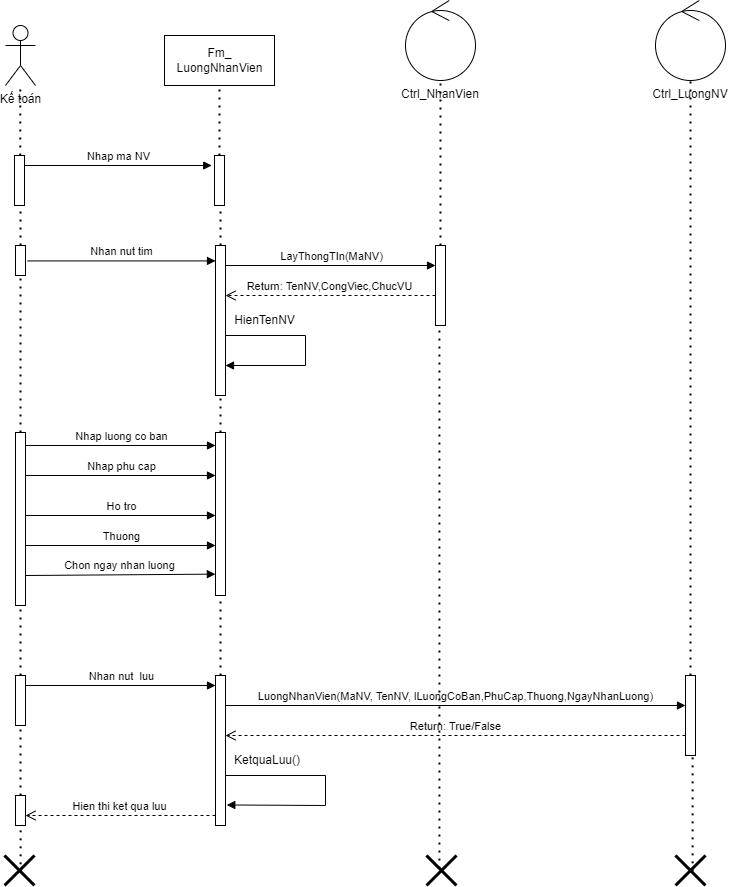 Fm_
LuongNhanVien
Kế toán
Ctrl_NhanVien
Ctrl_LuongNV
Nhap ma NV
Nhan nut tim
LayThongTIn(MaNV)
Return: TenNV,CongViec,ChucVU
HienTenNV
Nhap luong co ban
Nhap phu cap
Ho tro
Thuong
Chon ngay nhan luong
Nhan nut luu
LuongNhanVien(MaNV, TenNV, lLuongCoBan,PhuCap,Thuong,NgayNhanLuong)
Return: True/False
KetquaLuu()
Hien thi ket qua luu